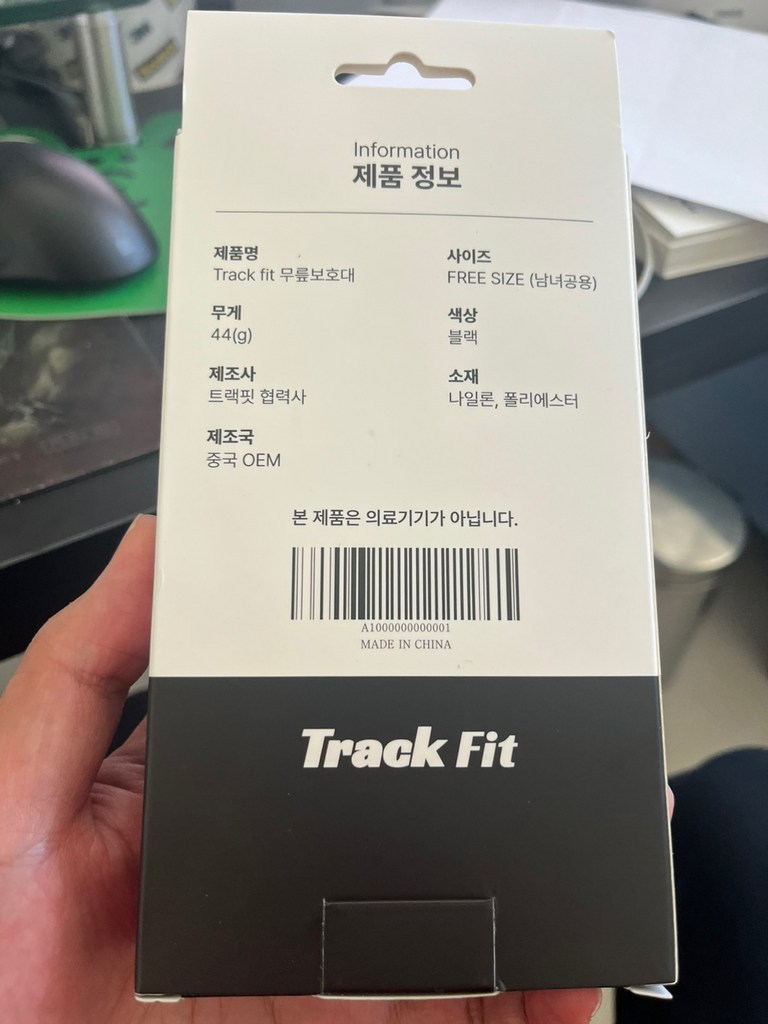 Information
제품 정보
제품명
Track fit 무릎보호대
사이즈
FREE SIZE (남녀공용)
무게
44(g)
색상
블랙
제조사
트랙핏 협력사
소재
나일론, 폴리에스터
제조국
중국 OEM
본 제품은 의료기기가 아닙니다.
A1000000000001
MADE IN CHINA
Track Fit